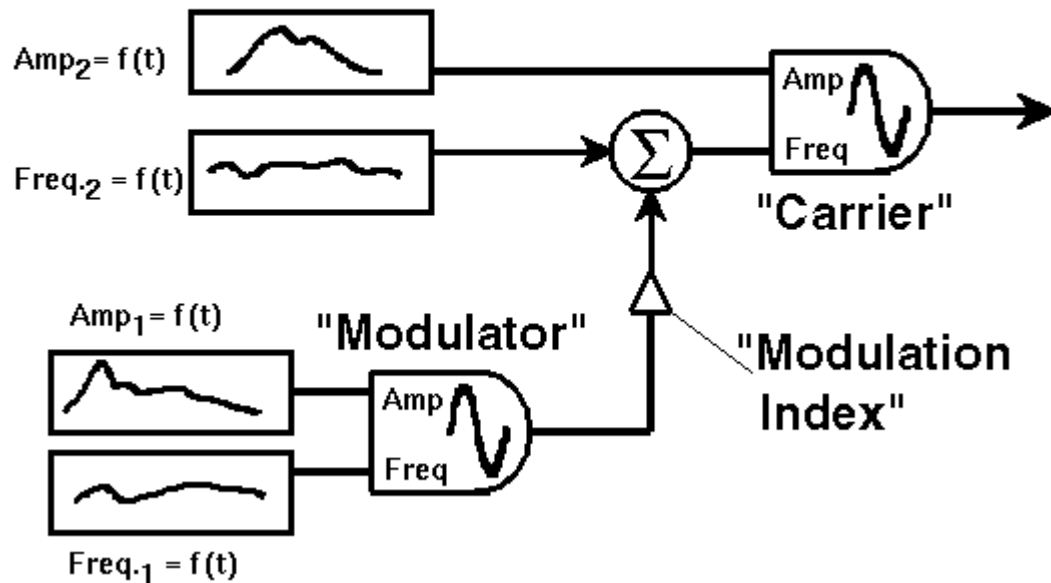 Amp2 = f(t)
Amp
Σ
Freq.2 = f(t)
Freq
"Carrier"
Amp1 = f(t)
"Modulator"
"Modulation
Index"
Amp
Freq
Freq.1 = f(t)